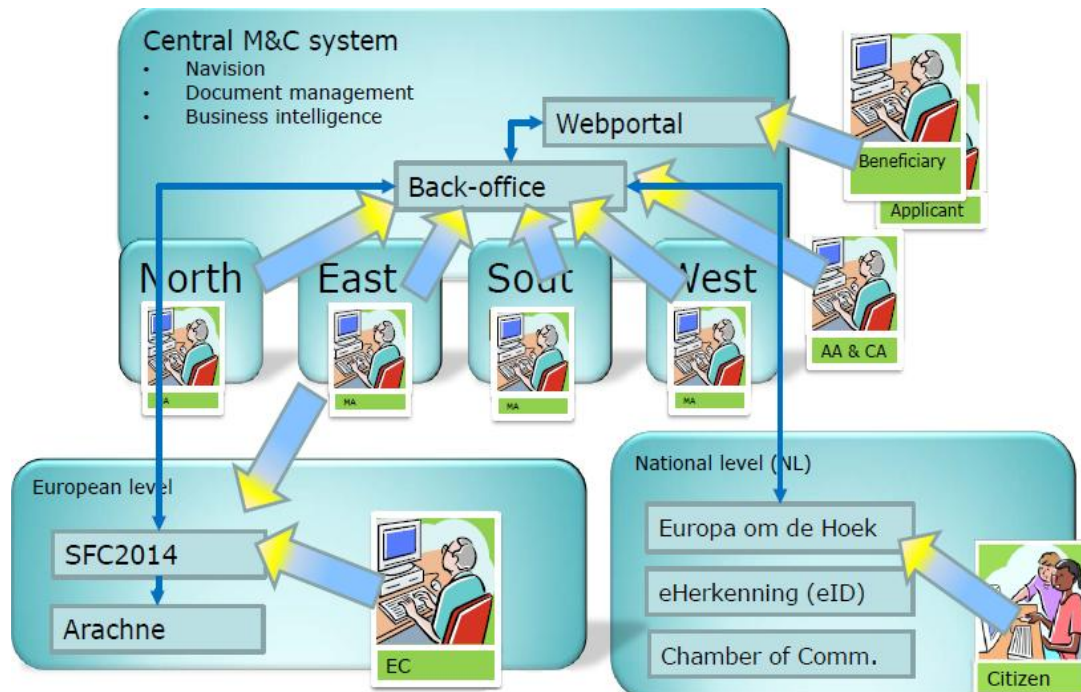 Central M&C system
• Navision
• Document management
• Business intelligence
Webportal
Back-office
Beneficiary
Applicant
North
East
Sout
West
AA & CA
MA
MA
MA
MA
European level
SFC2014
Arachne
EC
National level (NL)
Europa om de Hoek
eHerkenning (eID)
Chamber of Comm.
Citizen